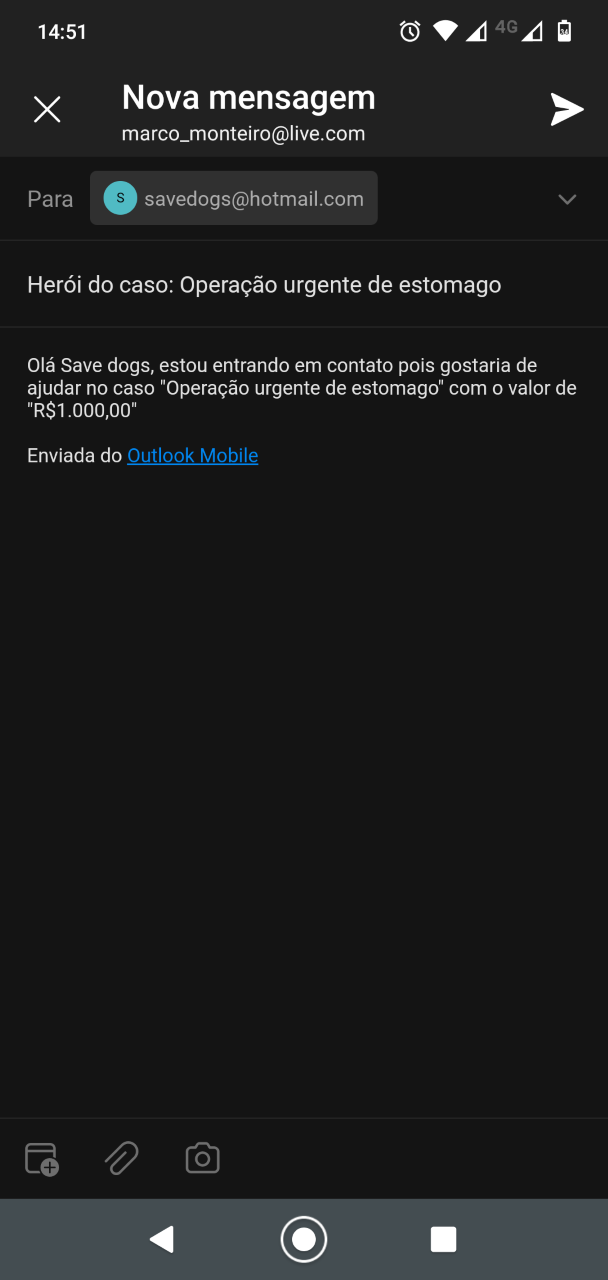 14:51
4G
34
Nova mensagem
marco_monteiro@live.com
Para
S savedogs@hotmail.com
Herói do caso: Operação urgente de estomago
Olá Save dogs, estou entrando em contato pois gostaria de
ajudar no caso "Operação urgente de estomago" com o valor de
"R$1.000,00"
Enviada do Outlook Mobile